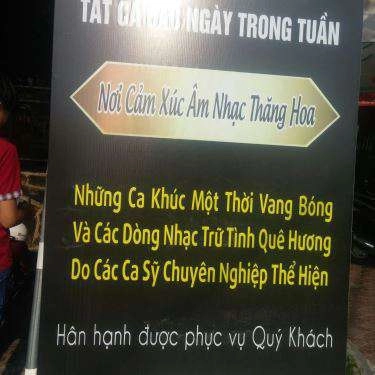 TẤT CẢ CÁC NGÀY TRONG TUẦN
Nơi Cảm Xúc Âm Nhạc Thăng Hoa
Những Ca Khúc Một Thời Vang Bóng
Và Các Dòng Nhạc Trữ Tình Quê Hương
Do Các Ca Sỹ Chuyên Nghiệp Thể Hiện
Hân hạnh được phục vụ Quý Khách